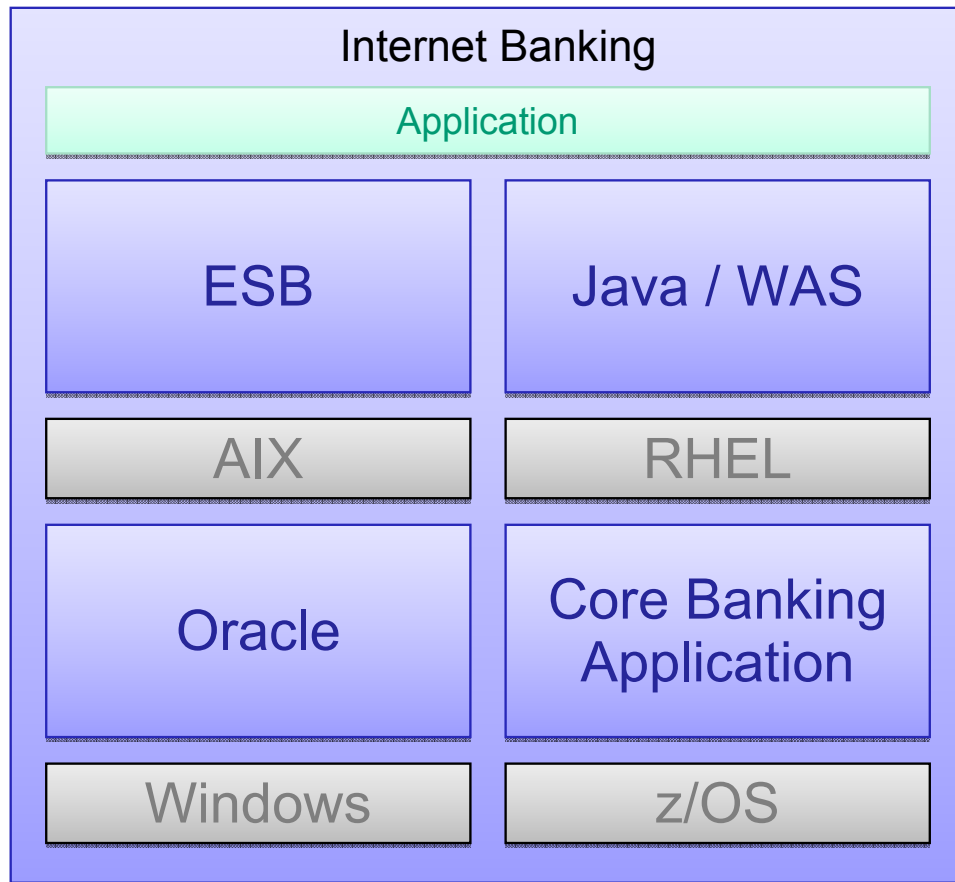 Internet Banking
Application
ESB
Java / WAS
AIX
RHEL
Oracle
Core Banking
Application
Windows
z/OS